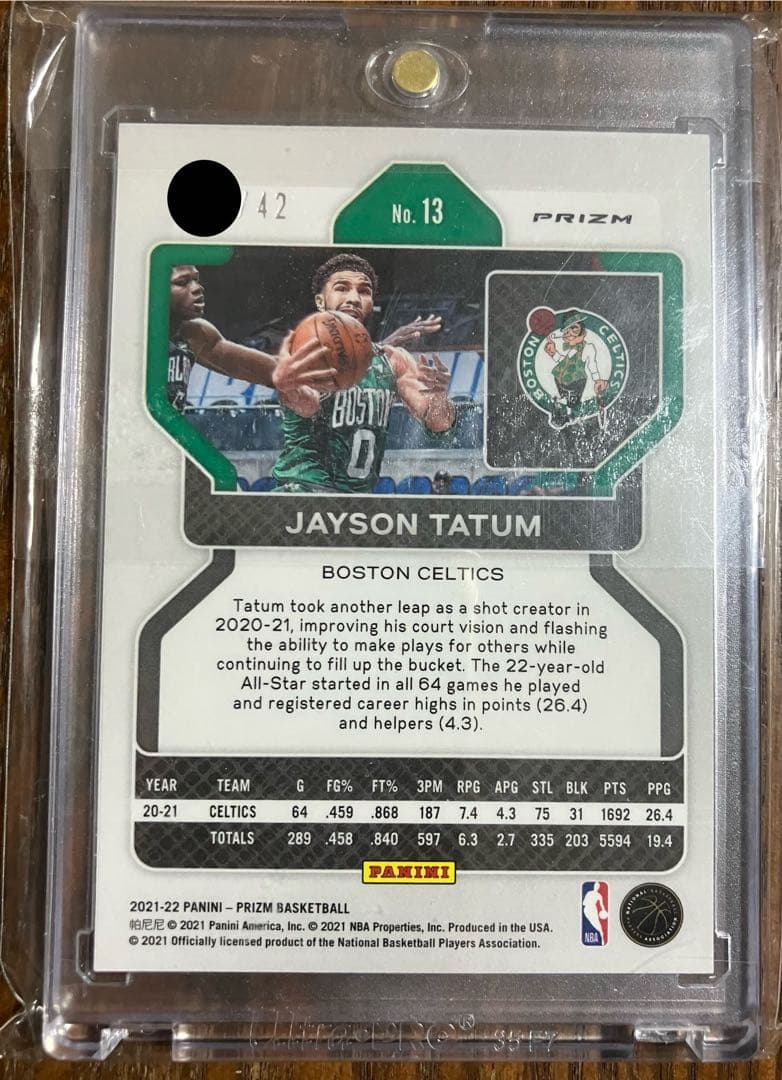 /42
No. 13
PRIZM
BOSTON
0
BOSTON CELTICS
JAYSON TATUM
BOSTON CELTICS
Tatum took another leap as a shot creator in
2020-21, improving his court vision and flashing
the ability to make plays for others while
continuing to fill up the bucket. The 22-year-old
All-Star started in all 64 games he played
and registered career highs in points (26.4)
and helpers (4.3).
YEAR TEAM G FG% FT% 3PM RPG APG STL BLK PTS PPG
20-21 CELTICS 64 .459 .868 187 7.4 4.3 75 31 1692 26.4
TOTALS 289 .458 .840 597 6.3 2.7 335 203 5594 19.4
PANINI
2021-22 PANINI – PRIZM BASKETBALL
帕尼尼 © 2021 Panini America, Inc. © 2021 NBA Properties, Inc. Produced in the USA.
© 2021 Officially licensed product of the National Basketball Players Association.
NBA
Ultra•PRO®